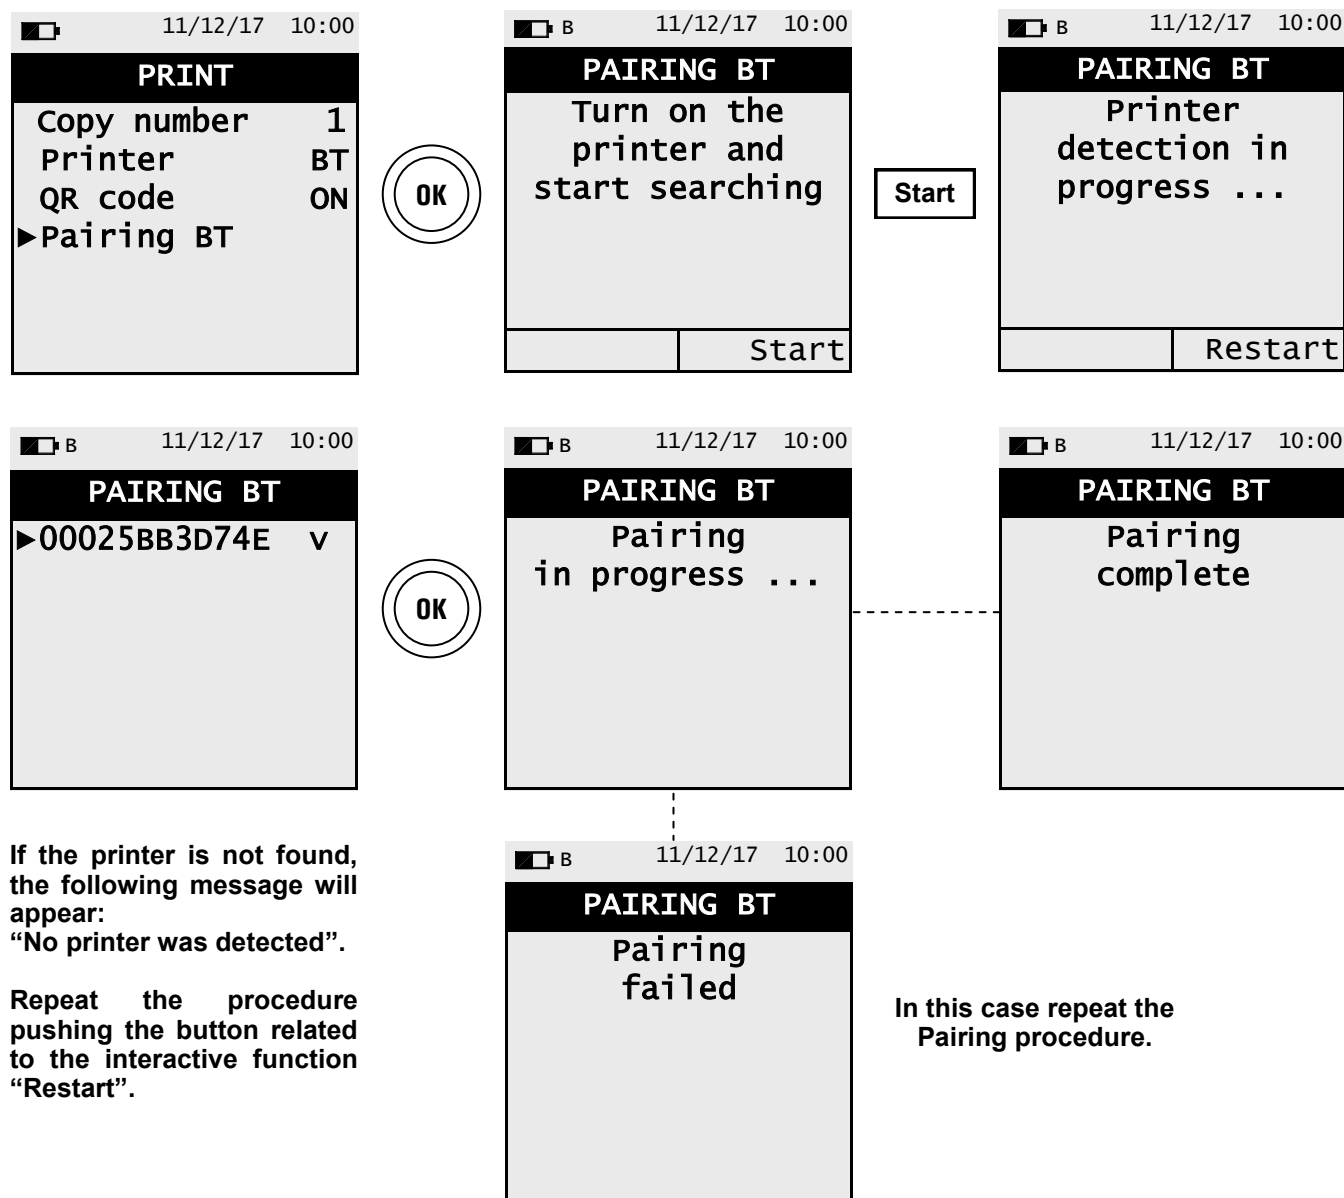 11/12/17 10:00
PRINT
Copy number 1
Printer BT
QR code ON
►Pairing BT
OK
B 11/12/17 10:00
PAIRING BT
Turn on the
printer and
start searching
Start
Start
B 11/12/17 10:00
PAIRING BT
Printer
detection in
progress ...
Restart
B 11/12/17 10:00
PAIRING BT
►00025BB3D74E V
OK
B 11/12/17 10:00
PAIRING BT
Pairing
in progress ...
B 11/12/17 10:00
PAIRING BT
Pairing
complete
If the printer is not found,
the following message will
appear:
“No printer was detected”.
Repeat the procedure
pushing the button related
to the interactive function
“Restart”.
B 11/12/17 10:00
PAIRING BT
Pairing
failed
In this case repeat the
Pairing procedure.